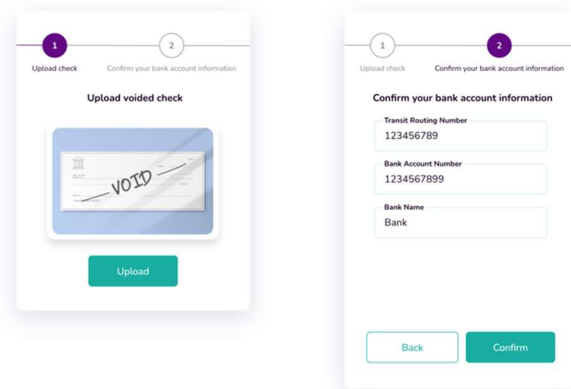 1
2
Upload check
Confirm your bank account information
Upload voided check
VOID
Upload
1
2
Upload check
Confirm your bank account information
Confirm your bank account information
Transit Routing Number
123456789
Bank Account Number
1234567899
Bank Name
Bank
Back
Confirm